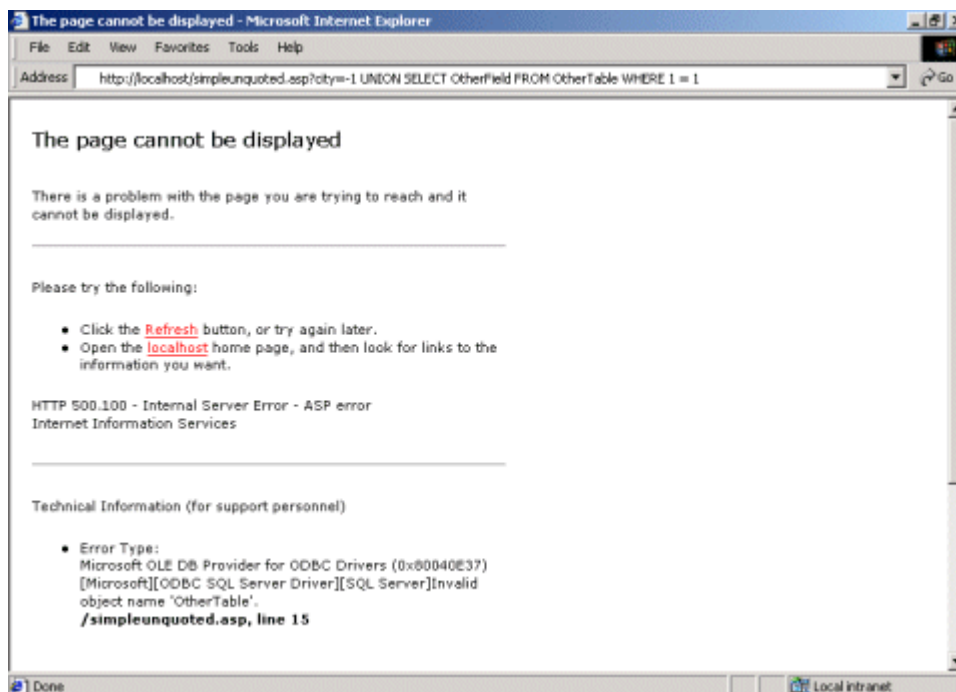 The page cannot be displayed - Microsoft Internet Explorer
File Edit View Favorites Tools Help
Address http://localhost/simpleunquoted.asp?city=-1 UNION SELECT OtherField FROM OtherTable WHERE 1 = 1 Go
The page cannot be displayed
There is a problem with the page you are trying to reach and it
cannot be displayed.
Please try the following:
• Click the Refresh button, or try again later.
• Open the localhost home page, and then look for links to the
information you want.
HTTP 500.100 - Internal Server Error - ASP error
Internet Information Services
Technical Information (for support personnel)
• Error Type:
Microsoft OLE DB Provider for ODBC Drivers (0x80040E37)
[Microsoft][ODBC SQL Server Driver][SQL Server]Invalid
object name 'OtherTable'.
/simpleunquoted.asp, line 15
Done Local intranet